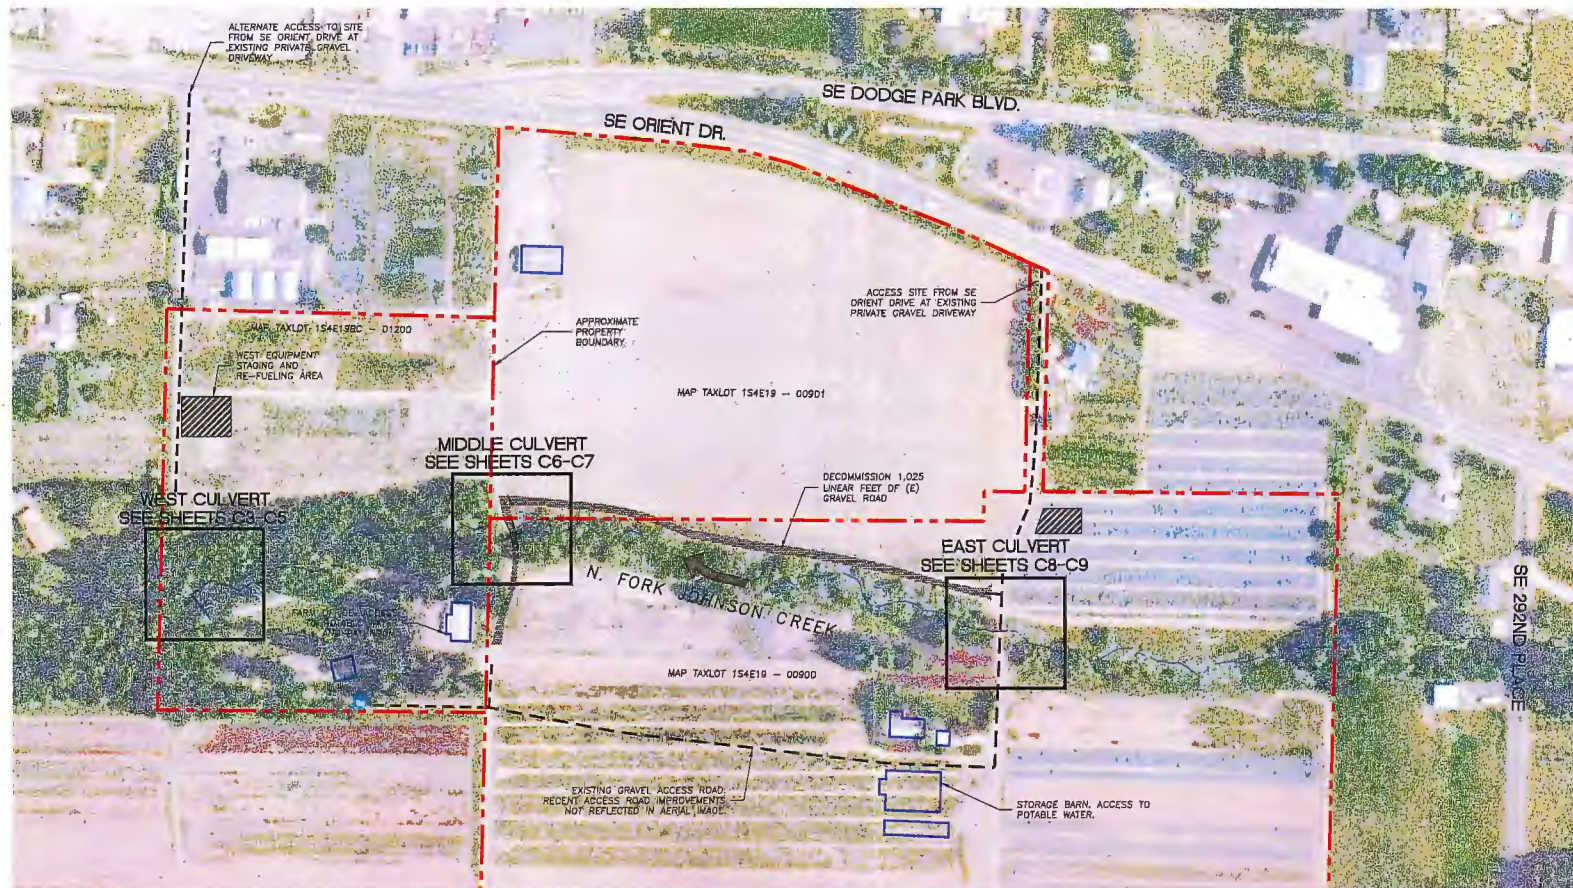 ALTERNATE ACCESS TO SITE
FROM SE ORIENT DRIVE AT
EXISTING PRIVATE GRAVEL
DRIVEWAY
SE DODGE PARK BLVD.
SE ORIENT DR.
ACCESS SITE FROM SE
ORIENT DRIVE AT EXISTING
PRIVATE GRAVEL DRIVEWAY
MAP TAXLOT 1S4E19BC - 01200
APPROXIMATE
PROPERTY
BOUNDARY
WEST EQUIPMENT
STAGING AND
RE-FUELING AREA
MAP TAXLOT 1S4E19 - 00901
MIDDLE CULVERT
SEE SHEETS C6-C7
DECOMMISSION 1,025
LINEAR FEET OF (E)
GRAVEL ROAD
WEST CULVERT
SEE SHEETS C3-C5
EAST CULVERT
SEE SHEETS C8-C9
N. FORK JOHNSON CREEK
SE 292ND PLACE
MAP TAXLOT 1S4E19 - 00900
EXISTING GRAVEL ACCESS ROAD.
RECENT ACCESS ROAD IMPROVEMENTS
NOT REFLECTED IN AERIAL IMAGE.
STORAGE BARN, ACCESS TO
POTABLE WATER.